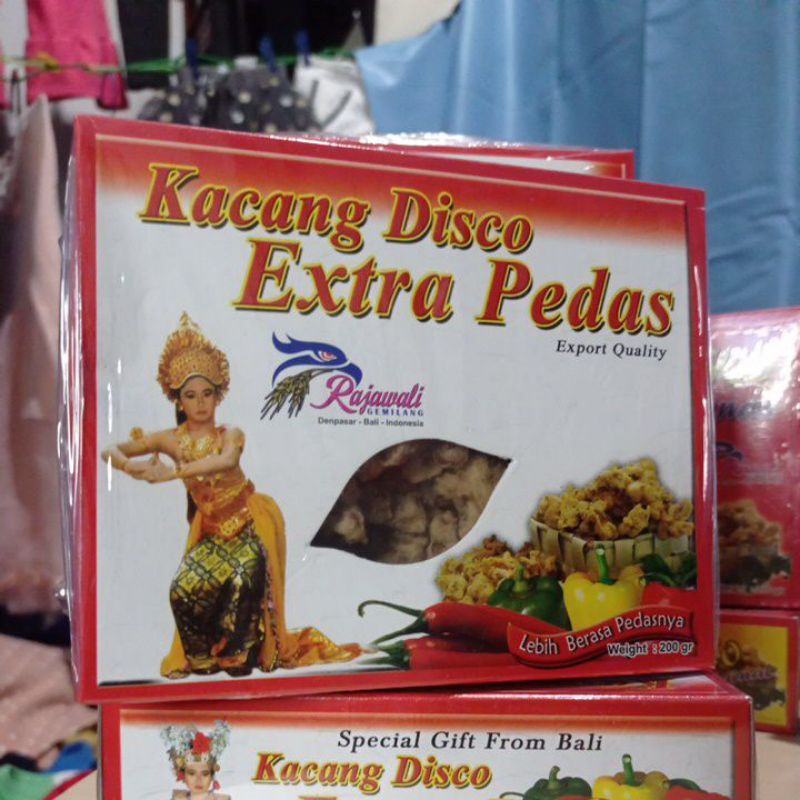 Kacang Disco
Extra Pedas
Export Quality
Rajawali
GEMILANG
Denpasar - Bali - Indonesia
Lebih Berasa Pedasnya
Weight : 200 gr
Special Gift From Bali
Kacang Disco